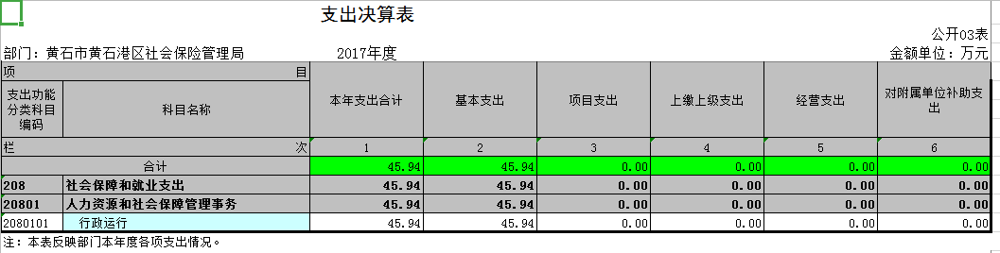 支出决算表
公开03表
部门：黄石市黄石港区社会保险管理局 2017年度 金额单位：万元
项 目
支出功能分类科目编码 科目名称 本年支出合计 基本支出 项目支出 上缴上级支出 经营支出 对附属单位补助支出
栏 次 1 2 3 4 5 6
合计 45.94 45.94 0.00 0.00 0.00 0.00
208 社会保障和就业支出 45.94 45.94 0.00 0.00 0.00 0.00
20801 人力资源和社会保障管理事务 45.94 45.94 0.00 0.00 0.00 0.00
2080101 行政运行 45.94 45.94 0.00 0.00 0.00 0.00
注：本表反映部门本年度各项支出情况。